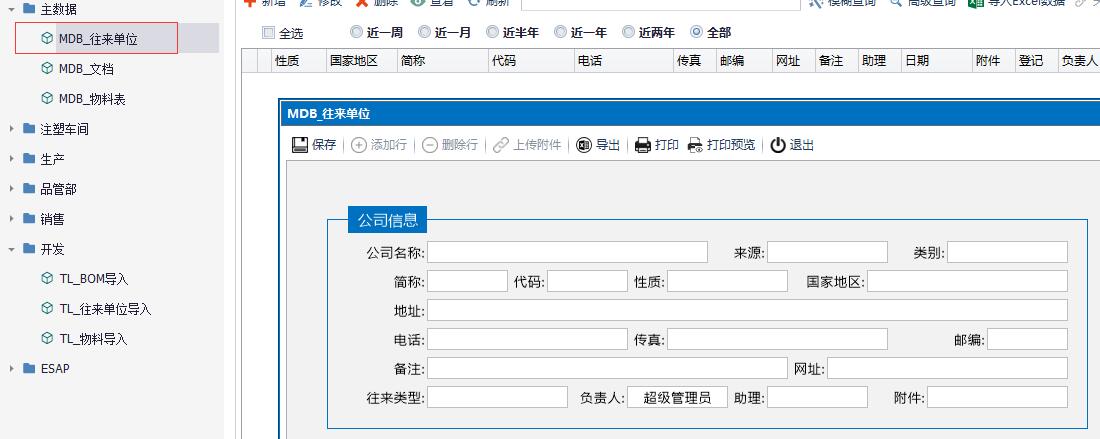 主数据
MDB_往来单位
MDB_文档
MDB_物料表
注塑车间
生产
品管部
销售
开发
TL_BOM导入
TL_往来单位导入
TL_物料导入
ESAP
新增 修改 删除 查看 刷新 模糊查询 高级查询 导入Excel数据
全选 近一周 近一月 近半年 近一年 近两年 全部
性质 国家地区 简称 代码 电话 传真 邮编 网址 备注 助理 日期 附件 登记 负责人
MDB_往来单位
保存 添加行 删除行 上传附件 导出 打印 打印预览 退出
公司信息
公司名称: 来源: 类别:
简称: 代码: 性质: 国家地区:
地址:
电话: 传真: 邮编:
备注: 网址:
往来类型: 负责人: 超级管理员 助理: 附件: